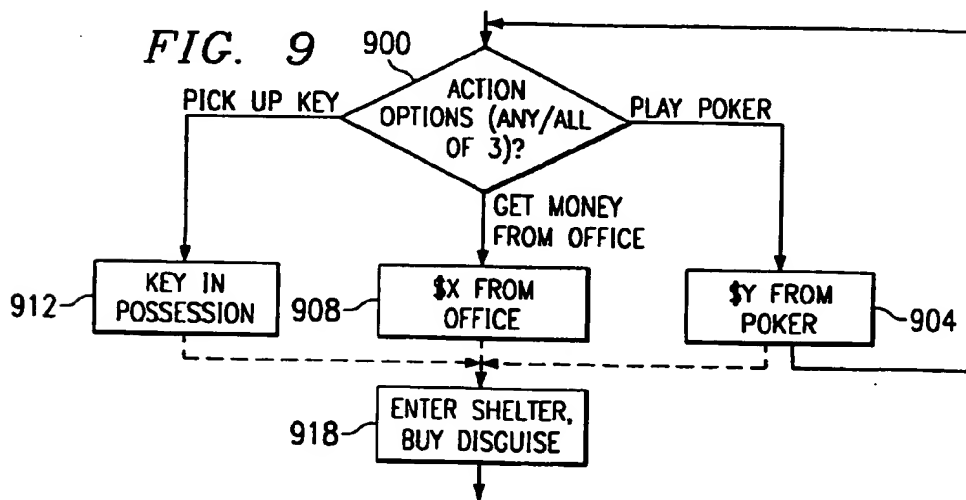 FIG. 9
900
ACTION
OPTIONS (ANY/ALL
OF 3)?
PICK UP KEY
PLAY POKER
GET MONEY
FROM OFFICE
912
KEY IN
POSSESSION
908
$X FROM
OFFICE
$Y FROM
POKER
904
918
ENTER SHELTER,
BUY DISGUISE